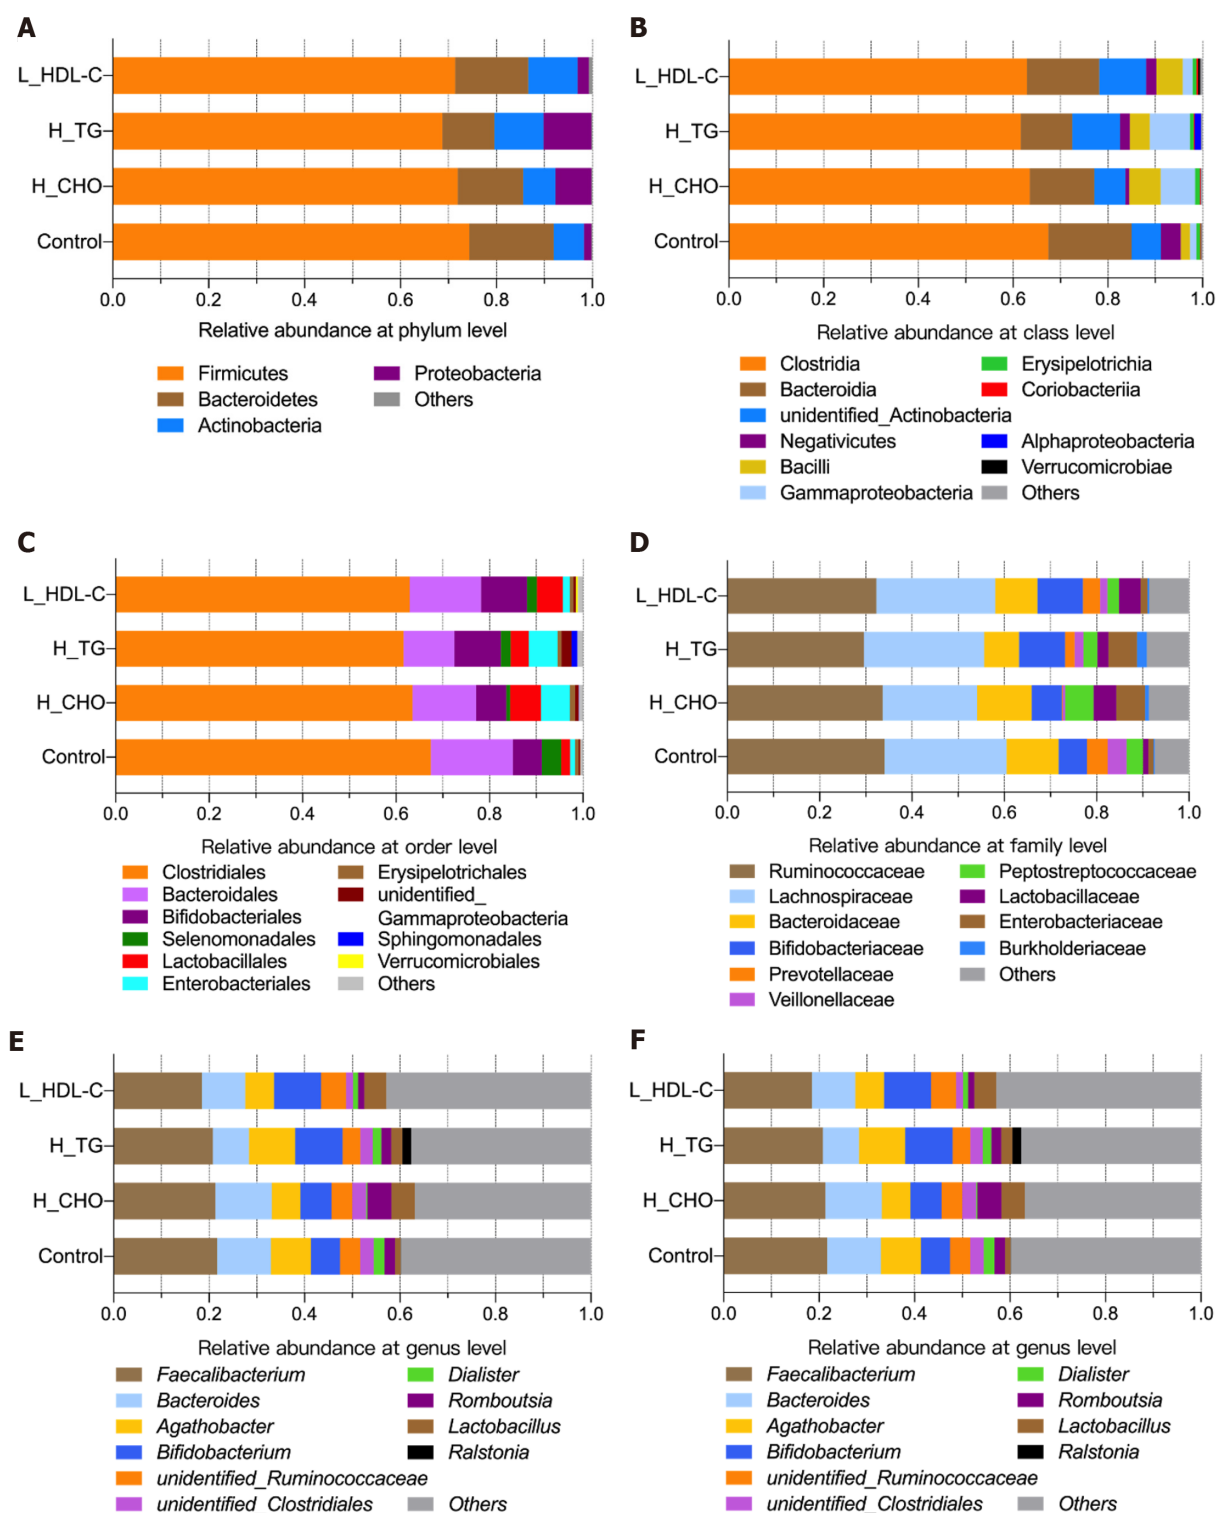 A
L_HDL-C
H_TG
H_CHO
Control
0.0 0.2 0.4 0.6 0.8 1.0
Relative abundance at phylum level
Firmicutes
Bacteroidetes
Actinobacteria
Proteobacteria
Others
B
L_HDL-C
H_TG
H_CHO
Control
0.0 0.2 0.4 0.6 0.8 1.0
Relative abundance at class level
Clostridia
Bacteroidia
unidentified_Actinobacteria
Negativicutes
Bacilli
Gammaproteobacteria
Erysipelotrichia
Coriobacteriia
Alphaproteobacteria
Verrucomicrobiae
Others
C
L_HDL-C
H_TG
H_CHO
Control
0.0 0.2 0.4 0.6 0.8 1.0
Relative abundance at order level
Clostridiales
Bacteroidales
Bifidobacteriales
Selenomonadales
Lactobacillales
Enterobacteriales
Erysipelotrichales
unidentified_
Gammaproteobacteria
Sphingomonadales
Verrucomicrobiales
Others
D
L_HDL-C
H_TG
H_CHO
Control
0.0 0.2 0.4 0.6 0.8 1.0
Relative abundance at family level
Ruminococcaceae
Lachnospiraceae
Bacteroidaceae
Bifidobacteriaceae
Prevotellaceae
Veillonellaceae
Peptostreptococcaceae
Lactobacillaceae
Enterobacteriaceae
Burkholderiaceae
Others
E
L_HDL-C
H_TG
H_CHO
Control
0.0 0.2 0.4 0.6 0.8 1.0
Relative abundance at genus level
Faecalibacterium
Bacteroides
Agathobacter
Bifidobacterium
unidentified_Ruminococcaceae
unidentified_Clostridiales
Dialister
Romboutsia
Lactobacillus
Ralstonia
Others
F
L_HDL-C
H_TG
H_CHO
Control
0.0 0.2 0.4 0.6 0.8 1.0
Relative abundance at genus level
Faecalibacterium
Bacteroides
Agathobacter
Bifidobacterium
unidentified_Ruminococcaceae
unidentified_Clostridiales
Dialister
Romboutsia
Lactobacillus
Ralstonia
Others